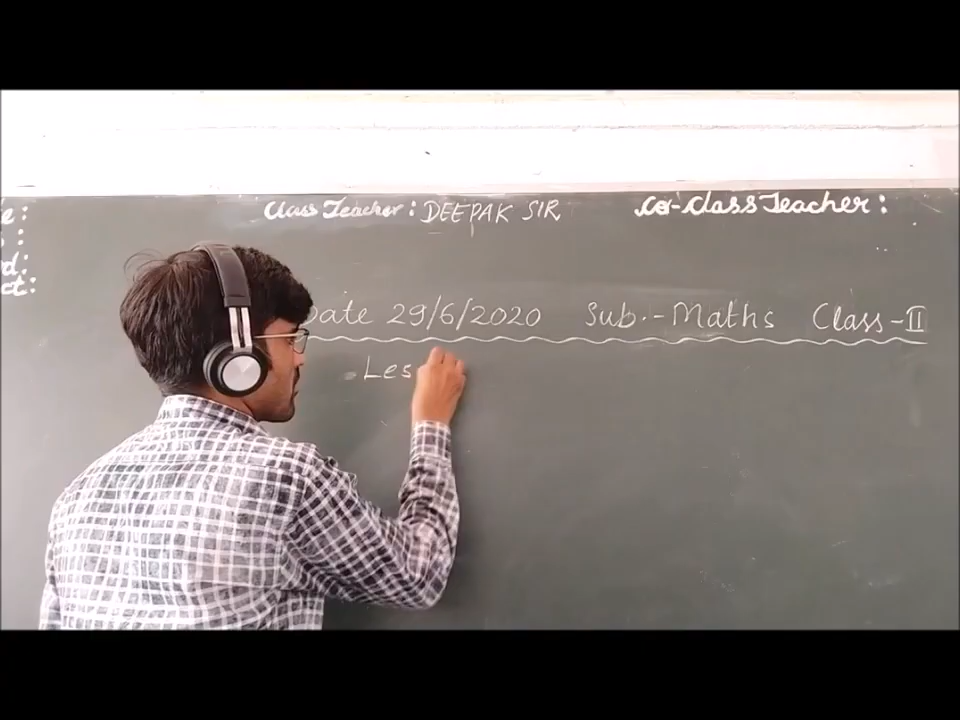 Class Teacher: DEEPAK SIR Co-Class Teacher:
Date 29/6/2020 Sub.-Maths Class-II
Les